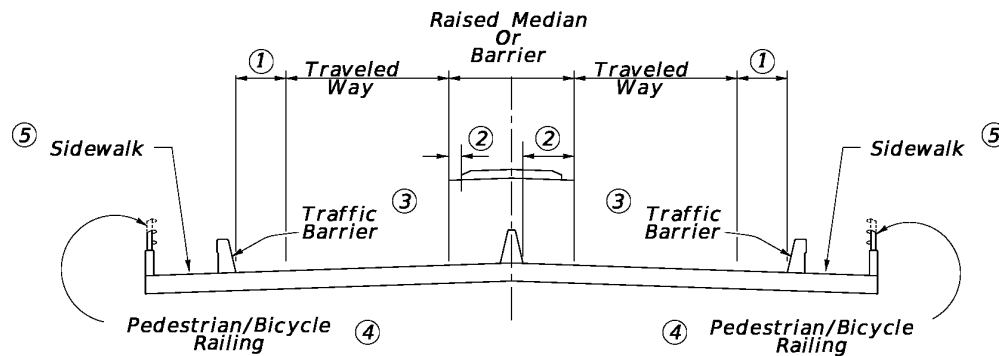 Raised Median
Or
Barrier
① Traveled Way Traveled Way ①
② ②
⑤ Sidewalk Sidewalk ⑤
③ ③
Traffic
Barrier
Traffic
Barrier
Pedestrian/Bicycle
Railing
④ ④
Pedestrian/Bicycle
Railing